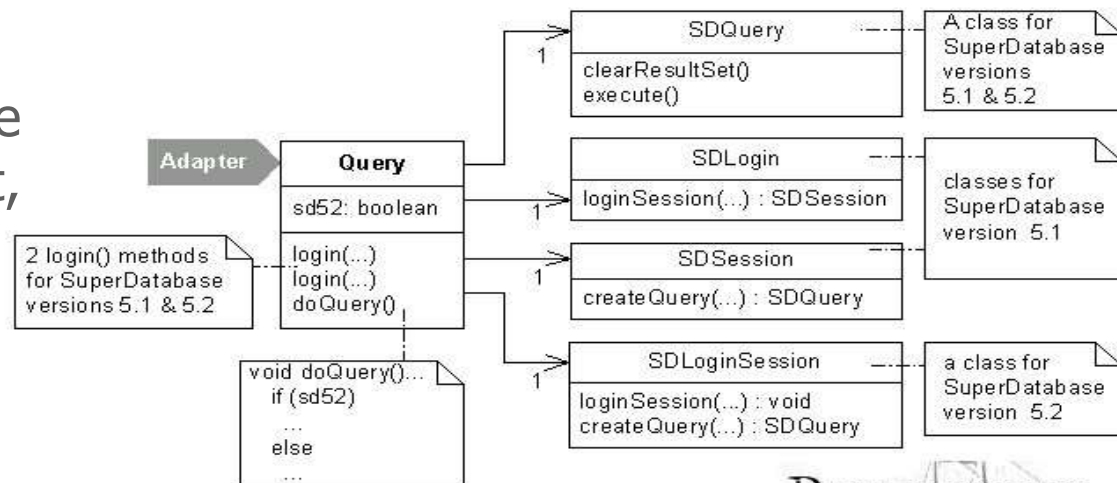 e
t,
Adapter
Query
sd52: boolean
login(...)
login(...)
doQuery()
2 login() methods
for SuperDatabase
versions 5.1 & 5.2
void doQuery()...
if (sd52)
...
else
...
1
SDQuery
clearResultSet()
execute()
A class for
SuperDatabase
versions
5.1 & 5.2
1
SDLogin
loginSession(...) : SDSession
classes for
SuperDatabase
version 5.1
1
SDSession
createQuery(...) : SDQuery
1
SDLoginSession
loginSession(...) : void
createQuery(...) : SDQuery
a class for
SuperDatabase
version 5.2